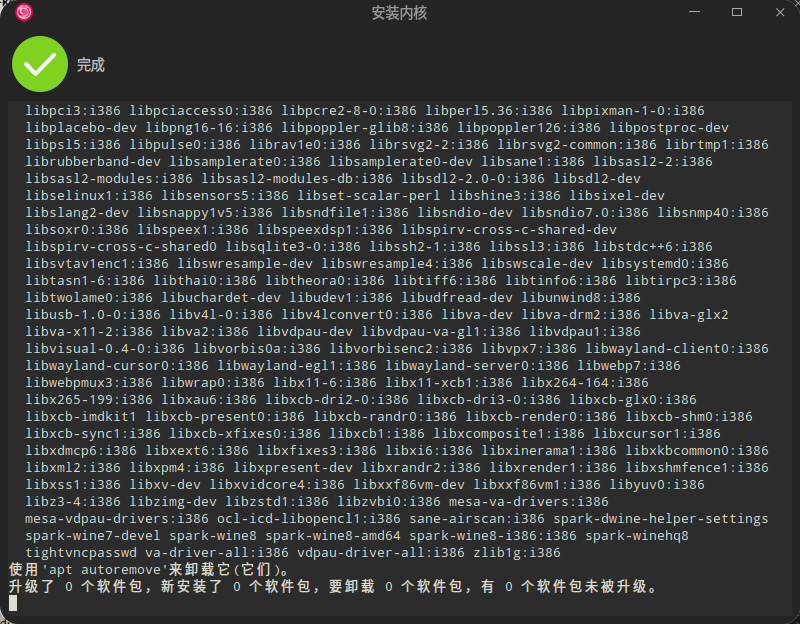 安装内核
完成
libpci3:i386 libpciaccess0:i386 libpcre2-8-0:i386 libperl5.36:i386 libpixman-1-0:i386
libplacebo-dev libpng16-16:i386 libpoppler-glib8:i386 libpoppler126:i386 libpostproc-dev
libpsl5:i386 libpulse0:i386 librav1e0:i386 librsvg2-2:i386 librsvg2-common:i386 librtmp1:i386
librubberband-dev libsamplerate0:i386 libsamplerate0-dev libsane1:i386 libsasl2-2:i386
libsasl2-modules:i386 libsasl2-modules-db:i386 libsdl2-2.0-0:i386 libsdl2-dev
libselinux1:i386 libsensors5:i386 libset-scalar-perl libshine3:i386 libsixel-dev
libslang2-dev libsnappy1v5:i386 libsndfile1:i386 libsndio-dev libsndio7.0:i386 libsnmp40:i386
libsoxr0:i386 libspeex1:i386 libspeexdsp1:i386 libspirv-cross-c-shared-dev
libspirv-cross-c-shared0 libsqlite3-0:i386 libssh2-1:i386 libssl3:i386 libstdc++6:i386
libsvtav1enc1:i386 libswresample-dev libswresample4:i386 libswscale-dev libsystemd0:i386
libtasn1-6:i386 libthai0:i386 libtheora0:i386 libtiff6:i386 libtinfo6:i386 libtirpc3:i386
libtwolame0:i386 libuchardet-dev libudev1:i386 libudfread-dev libunwind8:i386
libusb-1.0-0:i386 libv4l-0:i386 libv4lconvert0:i386 libva-dev libva-drm2:i386 libva-glx2
libva-x11-2:i386 libva2:i386 libvdpau-dev libvdpau-va-gl1:i386 libvdpau1:i386
libvisual-0.4-0:i386 libvorbis0a:i386 libvorbisenc2:i386 libvpx7:i386 libwayland-client0:i386
libwayland-cursor0:i386 libwayland-egl1:i386 libwayland-server0:i386 libwebp7:i386
libwebpmux3:i386 libwrap0:i386 libx11-6:i386 libx11-xcb1:i386 libx264-164:i386
libx265-199:i386 libxau6:i386 libxcb-dri2-0:i386 libxcb-dri3-0:i386 libxcb-glx0:i386
libxcb-imdkit1 libxcb-present0:i386 libxcb-randr0:i386 libxcb-render0:i386 libxcb-shm0:i386
libxcb-sync1:i386 libxcb-xfixes0:i386 libxcb1:i386 libxcomposite1:i386 libxcursor1:i386
libxdmcp6:i386 libxext6:i386 libxfixes3:i386 libxi6:i386 libxinerama1:i386 libxkbcommon0:i386
libxml2:i386 libxpm4:i386 libxpresent-dev libxrandr2:i386 libxrender1:i386 libxshmfence1:i386
libxss1:i386 libxv-dev libxvidcore4:i386 libxxf86vm-dev libxxf86vm1:i386 libyuv0:i386
libz3-4:i386 libzimg-dev libzstd1:i386 libzvbi0:i386 mesa-va-drivers:i386
mesa-vdpau-drivers:i386 ocl-icd-libopencl1:i386 sane-airscan:i386 spark-dwine-helper-settings
spark-wine7-devel spark-wine8 spark-wine8-amd64 spark-wine8-i386:i386 spark-winehq8
tightvncpasswd va-driver-all:i386 vdpau-driver-all:i386 zlib1g:i386
使用'apt autoremove'来卸载它(它们)。
升级了 0 个软件包，新安装了 0 个软件包，要卸载 0 个软件包，有 0 个软件包未被升级。